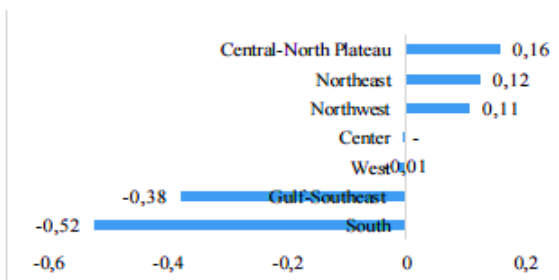 Central-North Plateau 0,16
Northeast 0,12
Northwest 0,11
Center -
West -0,01
-0,38 Gulf-Southeast
-0,52 South
-0,6 -0,4 -0,2 0 0,2